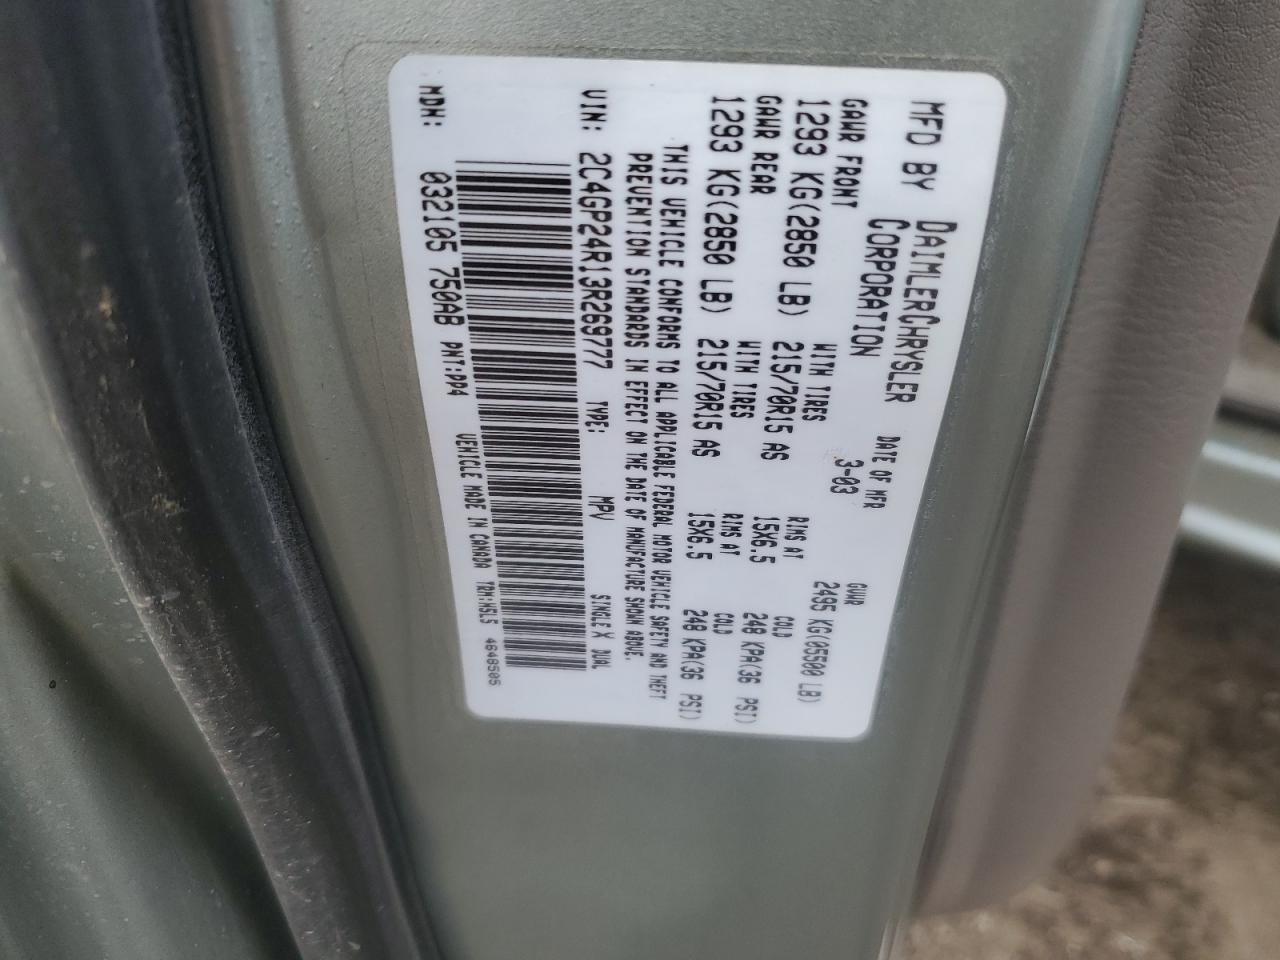 MFD BY DAIMLERCHRYSLER CORPORATION
DATE OF MFR 3-03
GVWR 2495 KG(05500 LB)
GAWR FRONT WITH TIRES RIMS AT COLD
1293 KG(2850 LB) 215/70R15 AS 15X6.5 248 KPA(36 PSI)
GAWR REAR WITH TIRES RIMS AT COLD
1293 KG(2850 LB) 215/70R15 AS 15X6.5 248 KPA(36 PSI)
THIS VEHICLE CONFORMS TO ALL APPLICABLE FEDERAL MOTOR VEHICLE SAFETY AND THEFT
PREVENTION STANDARDS IN EFFECT ON THE DATE OF MANUFACTURE SHOWN ABOVE.
VIN: 2C4GP24R13R269777 TYPE: MPV SINGLE X DUAL
VEHICLE MADE IN CANADA TRM:HSL5 4648505
MDH: 032105 750AB PNT:PP4